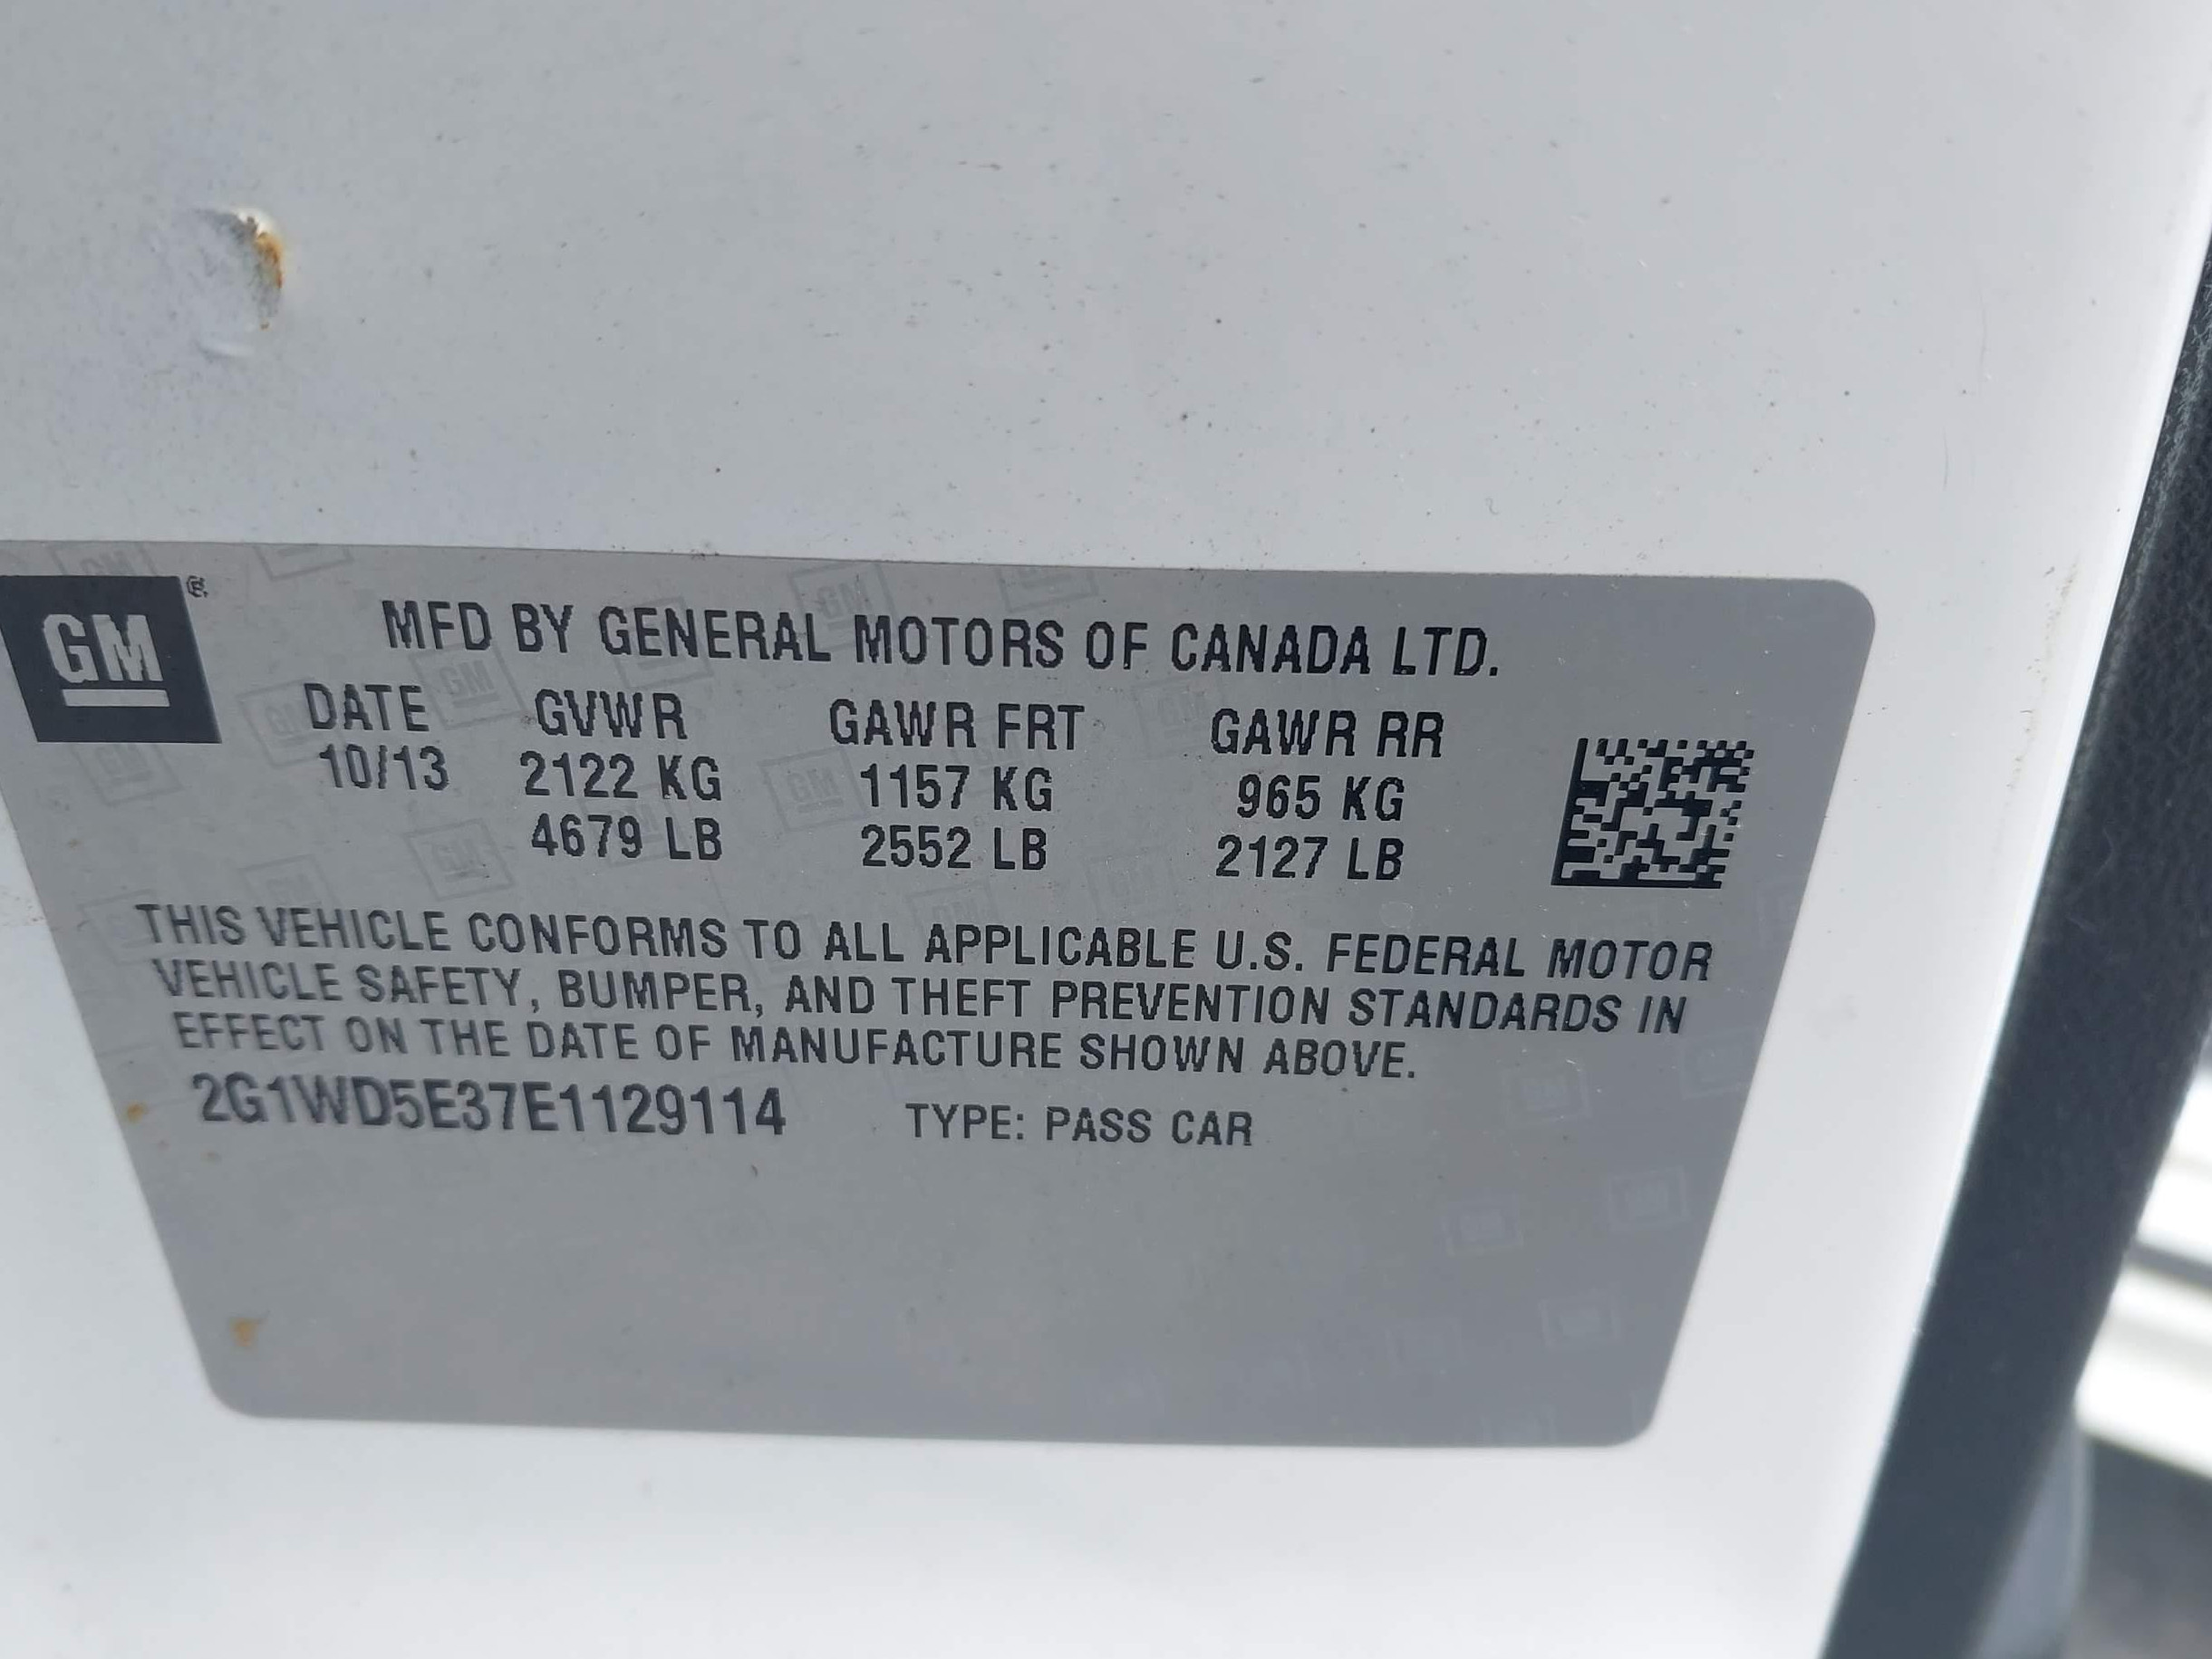 GM
MFD BY GENERAL MOTORS OF CANADA LTD.
DATE GVWR GAWR FRT GAWR RR
10/13 2122 KG 1157 KG 965 KG
4679 LB 2552 LB 2127 LB
THIS VEHICLE CONFORMS TO ALL APPLICABLE U.S. FEDERAL MOTOR
VEHICLE SAFETY, BUMPER, AND THEFT PREVENTION STANDARDS IN
EFFECT ON THE DATE OF MANUFACTURE SHOWN ABOVE.
2G1WD5E37E1129114 TYPE: PASS CAR